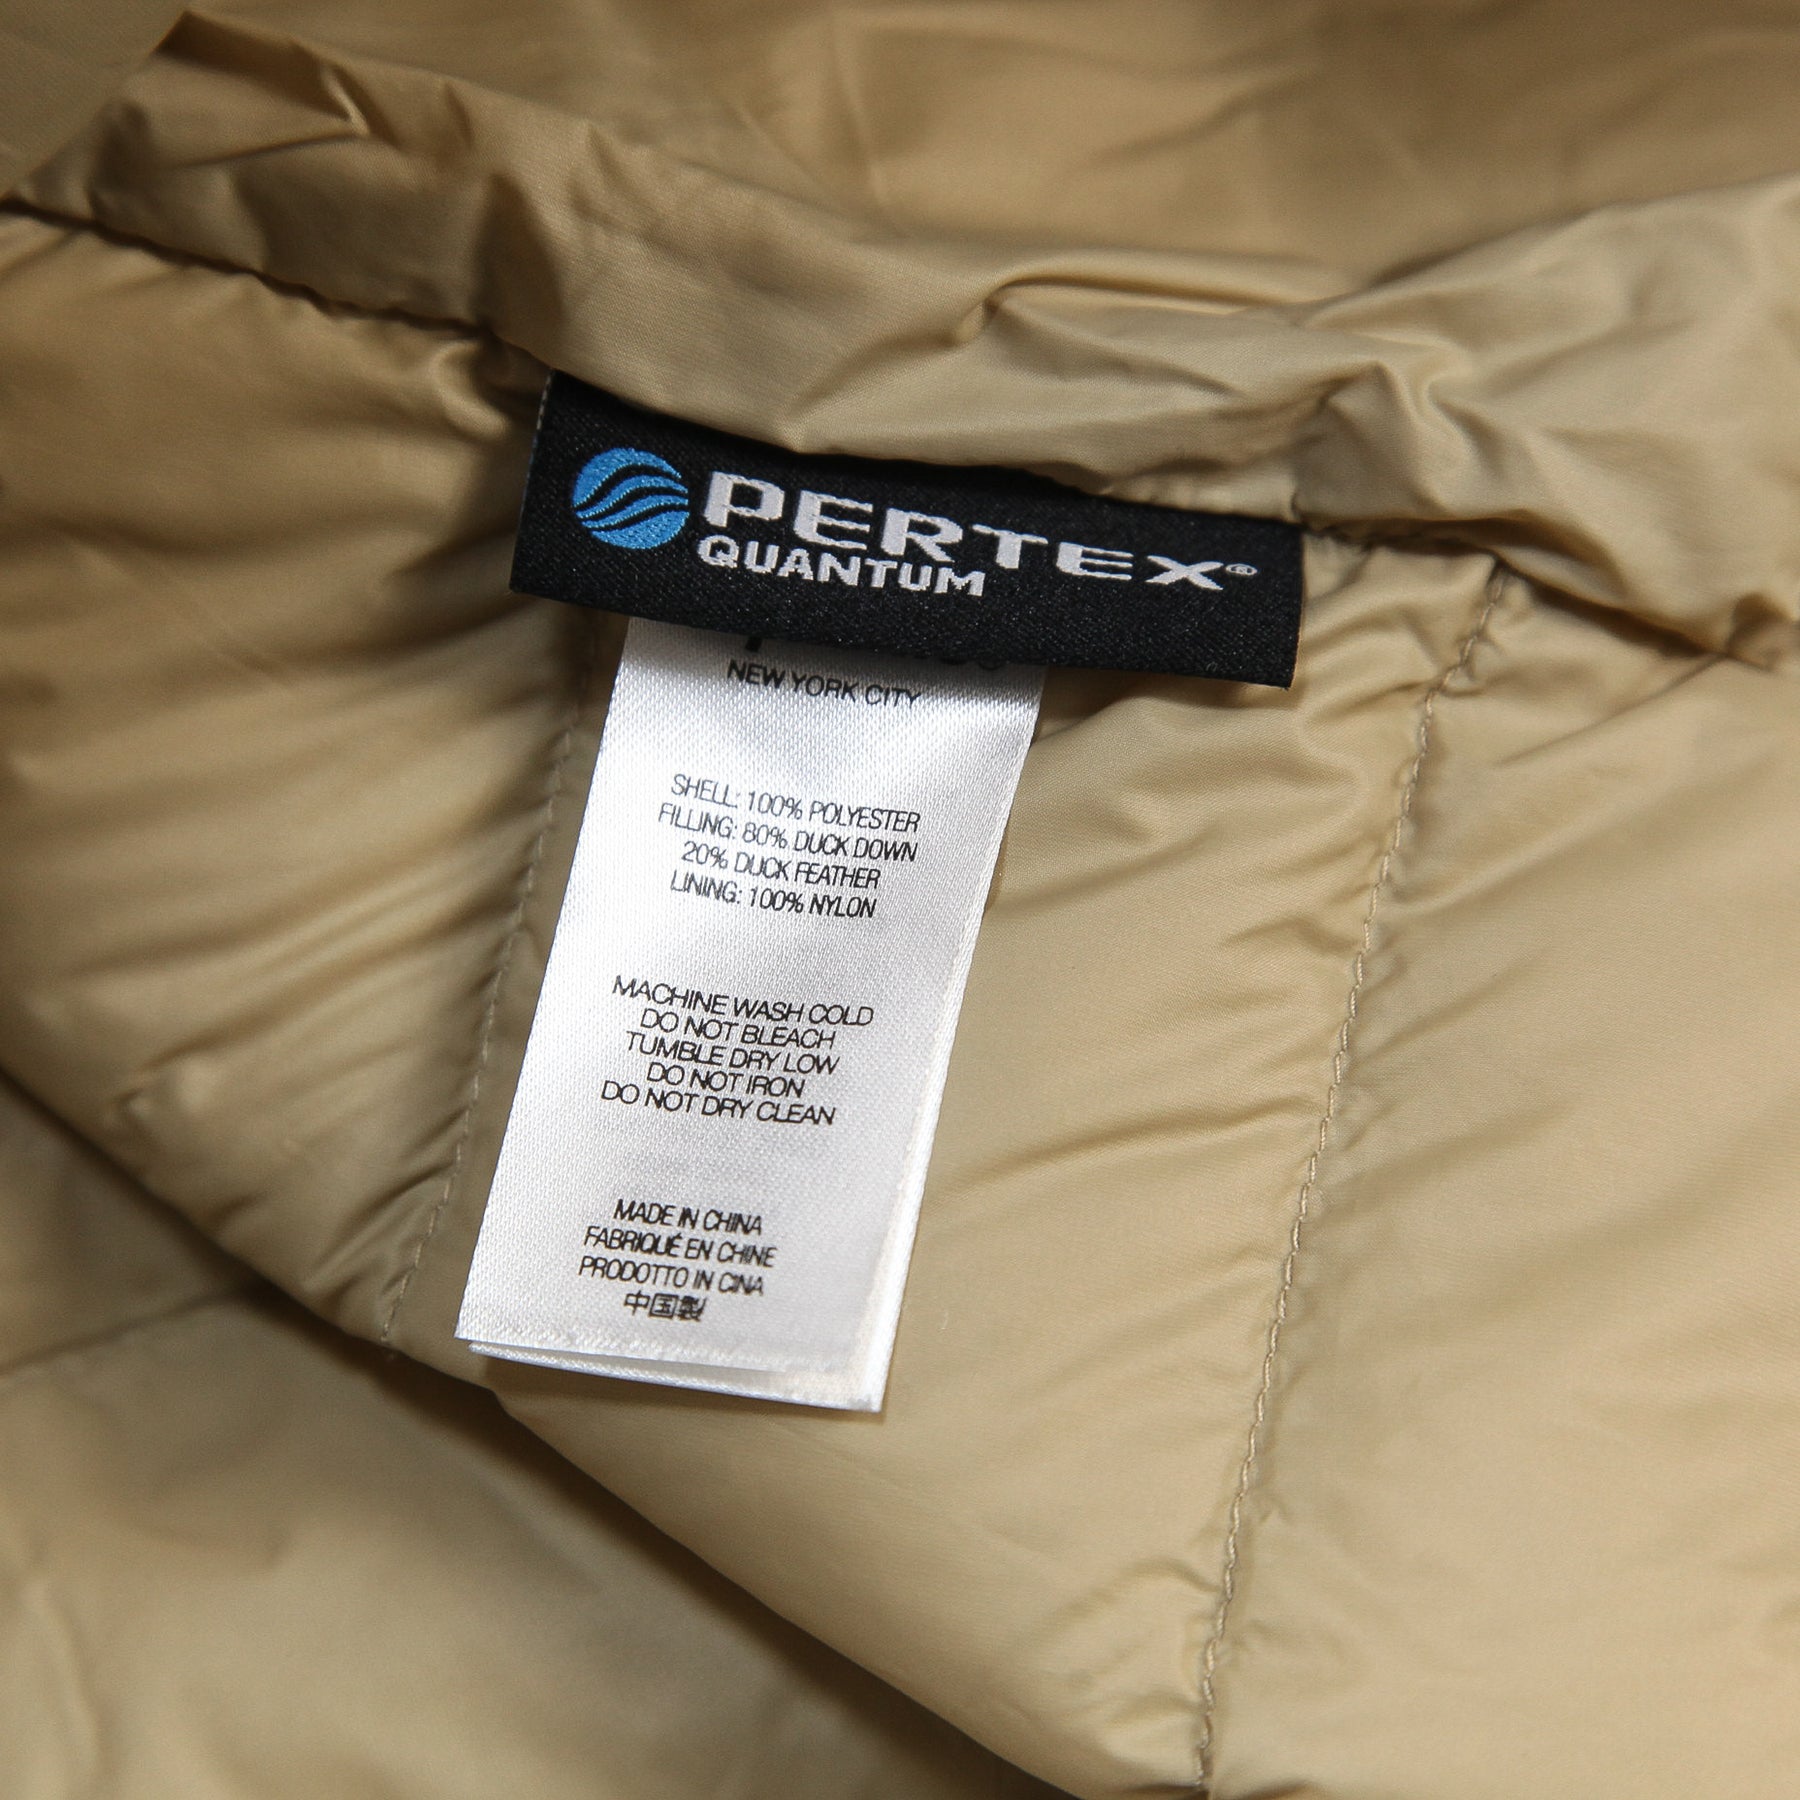 PERTEX®
QUANTUM
NEW YORK CITY
SHELL: 100% POLYESTER
FILLING: 80% DUCK DOWN
20% DUCK FEATHER
LINING: 100% NYLON
MACHINE WASH COLD
DO NOT BLEACH
TUMBLE DRY LOW
DO NOT IRON
DO NOT DRY CLEAN
MADE IN CHINA
FABRIQUÉ EN CHINE
PRODOTTO IN CINA
中国製